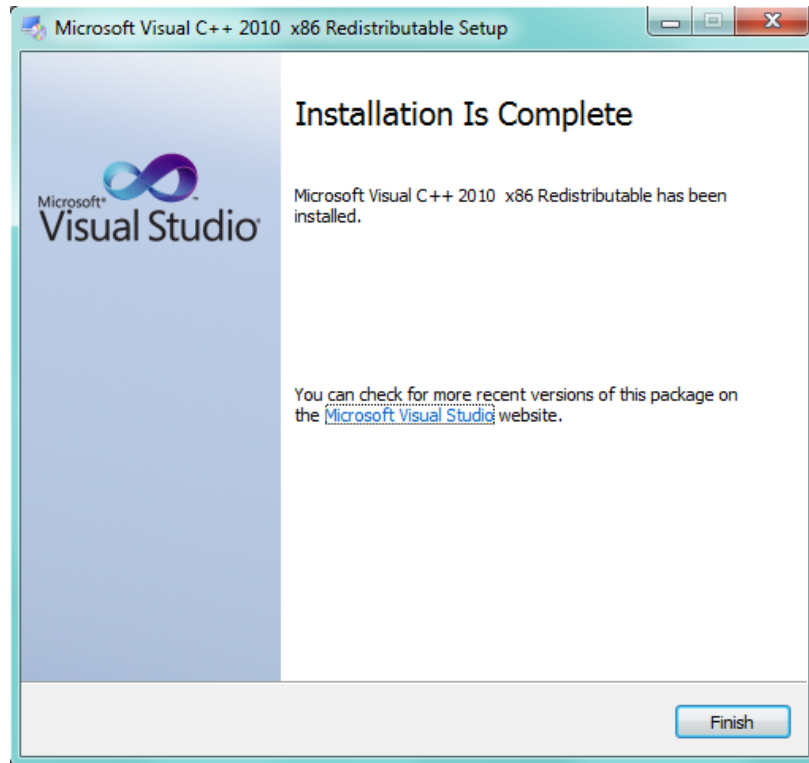 Microsoft Visual C++ 2010  x86 Redistributable Setup
Installation Is Complete
Microsoft Visual C++ 2010  x86 Redistributable has been
installed.
Microsoft®
Visual Studio®
You can check for more recent versions of this package on
the Microsoft Visual Studio website.
Finish